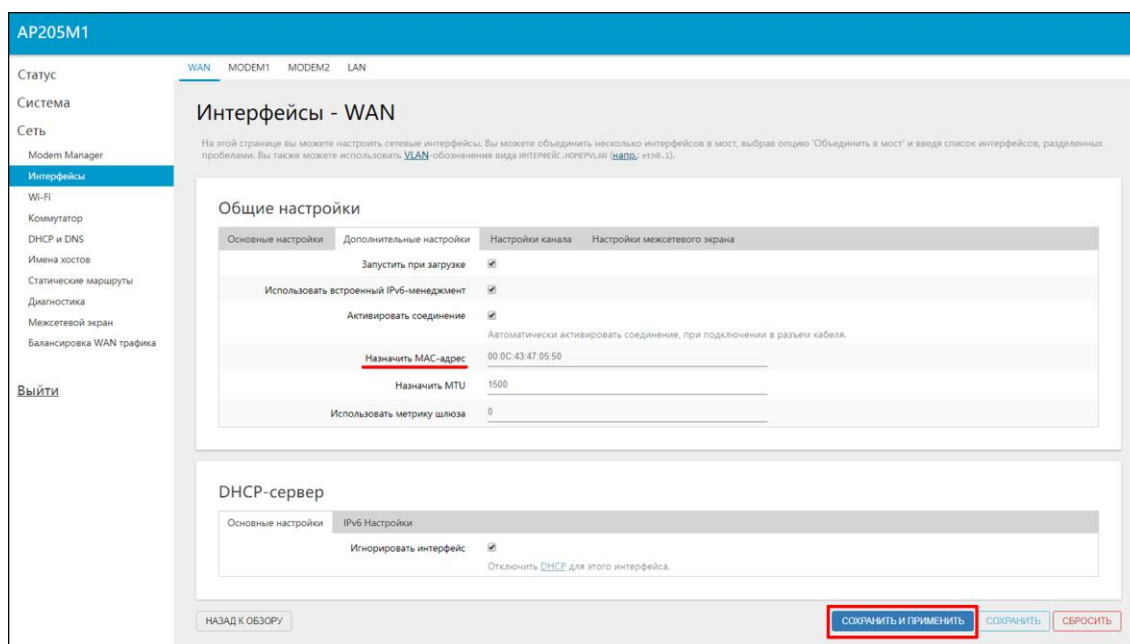 AP205M1
Статус
Система
Сеть
Modem Manager
Интерфейсы
Wi-Fi
Коммутатор
DHCP и DNS
Имена хостов
Статические маршруты
Диагностика
Межсетевой экран
Балансировка WAN трафика
Выйти
WAN MODEM1 MODEM2 LAN
Интерфейсы - WAN
На этой странице вы можете настроить сетевые интерфейсы. Вы можете объединить несколько интерфейсов в мост, выбрав опцию 'Объединить в мост' и введя список интерфейсов, разделенных
пробелами. Вы также можете использовать VLAN-обозначения вида ИНТЕРФЕЙС.НОМЕРVLAN (напр.: eth0.1).
Общие настройки
Основные настройки Дополнительные настройки Настройки канала Настройки межсетевого экрана
Запустить при загрузке
Использовать встроенный IPv6-менеджмент
Активировать соединение
Автоматически активировать соединение, при подключении в разъем кабеля.
Назначить MAC-адрес 00:0C:43:47:05:50
Назначить MTU 1500
Использовать метрику шлюза 0
DHCP-сервер
Основные настройки IPv6 Настройки
Игнорировать интерфейс
Отключить DHCP для этого интерфейса.
НАЗАД К ОБЗОРУ СОХРАНИТЬ И ПРИМЕНИТЬ СОХРАНИТЬ СБРОСИТЬ